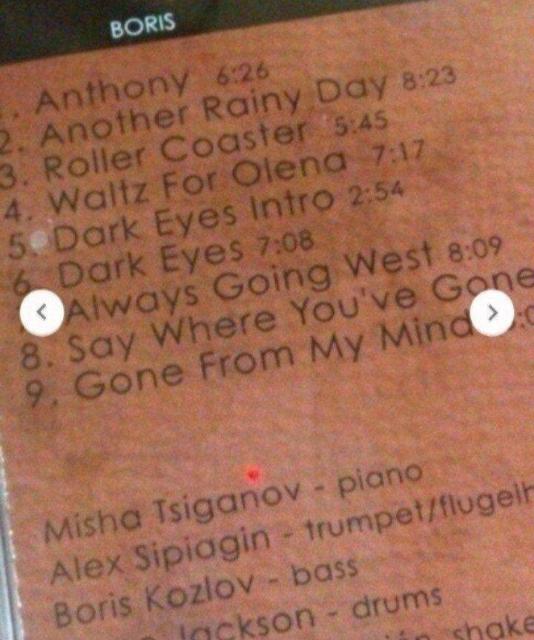 BORIS
1. Anthony 6:26
2. Another Rainy Day 8:23
3. Roller Coaster 5:45
4. Waltz For Olena 7:17
5. Dark Eyes Intro 2:54
6. Dark Eyes 7:08
Always Going West 8:09
8. Say Where You've Gone
9. Gone From My Mind
Misha Tsiganov - piano
Alex Sipiagin - trumpet/flugelh
Boris Kozlov - bass
Jackson - drums
shake